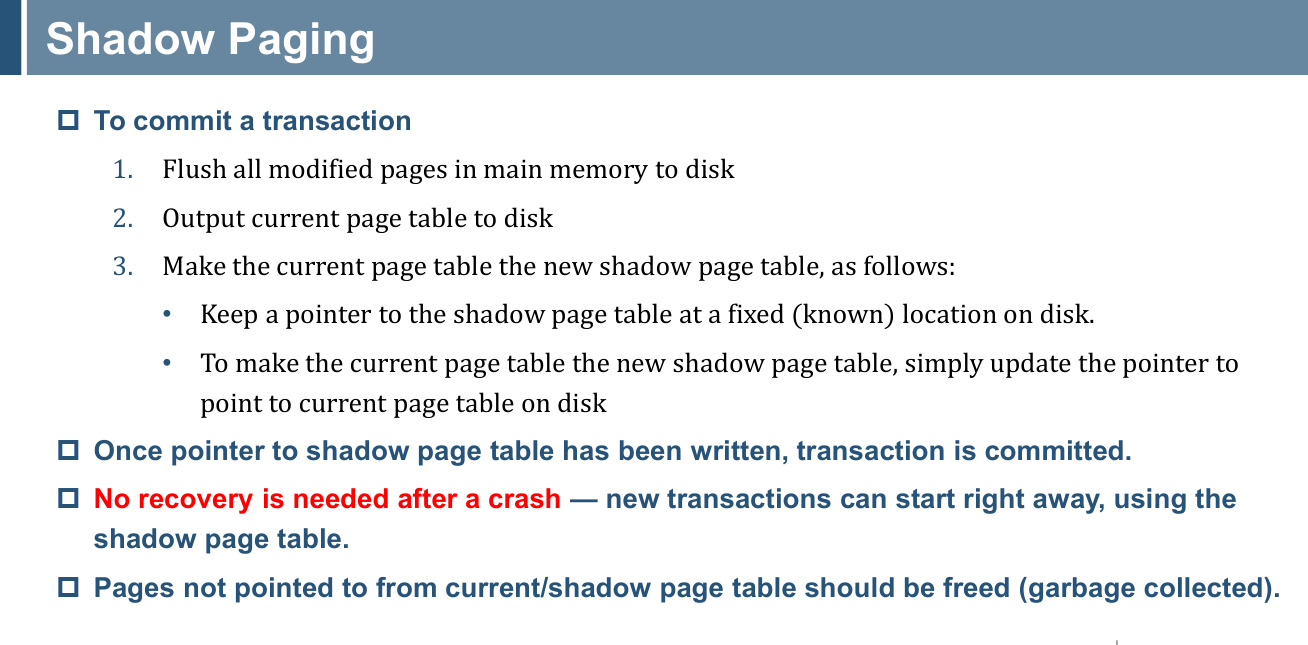 Shadow Paging
To commit a transaction
1. Flush all modified pages in main memory to disk
2. Output current page table to disk
3. Make the current page table the new shadow page table, as follows:
• Keep a pointer to the shadow page table at a fixed (known) location on disk.
• To make the current page table the new shadow page table, simply update the pointer to
point to current page table on disk
Once pointer to shadow page table has been written, transaction is committed.
No recovery is needed after a crash — new transactions can start right away, using the
shadow page table.
Pages not pointed to from current/shadow page table should be freed (garbage collected).